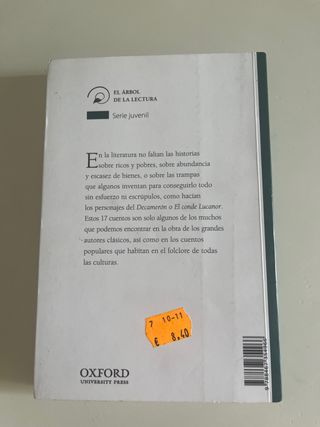 EL ÁRBOL
DE LA LECTURA
Serie juvenil
En la literatura no faltan las historias
sobre ricos y pobres, sobre abundancia
y escasez de bienes, o sobre las trampas
que algunos inventan para conseguirlo todo
sin esfuerzo ni escrúpulos, como hacían
los personajes del Decamerón o El conde Lucanor.
Estos 17 cuentos son solo algunos de los muchos
que podemos encontrar en la obra de los grandes
autores clásicos, así como en los cuentos
populares que habitan en el folclore de todas
las culturas.
? 10-11
€ 8.40
OXFORD
UNIVERSITY PRESS